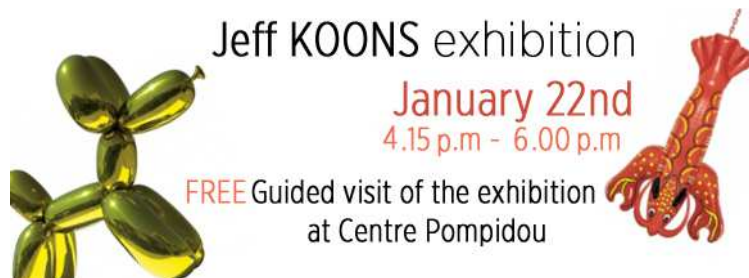 Jeff KOONS exhibition
January 22nd
4.15 p.m - 6.00 p.m
FREE Guided visit of the exhibition
at Centre Pompidou